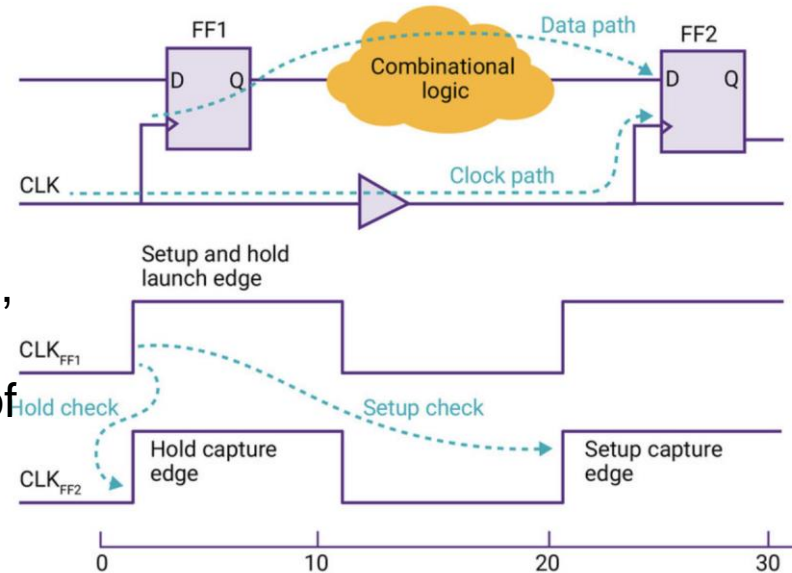 FF1
Data path
FF2
D
Q
Combinational
logic
D
Q
CLK
Clock path
Setup and hold
launch edge
,
CLKFF1
of
Hold check
Setup check
Hold capture
edge
Setup capture
edge
CLKFF2
0
10
20
30